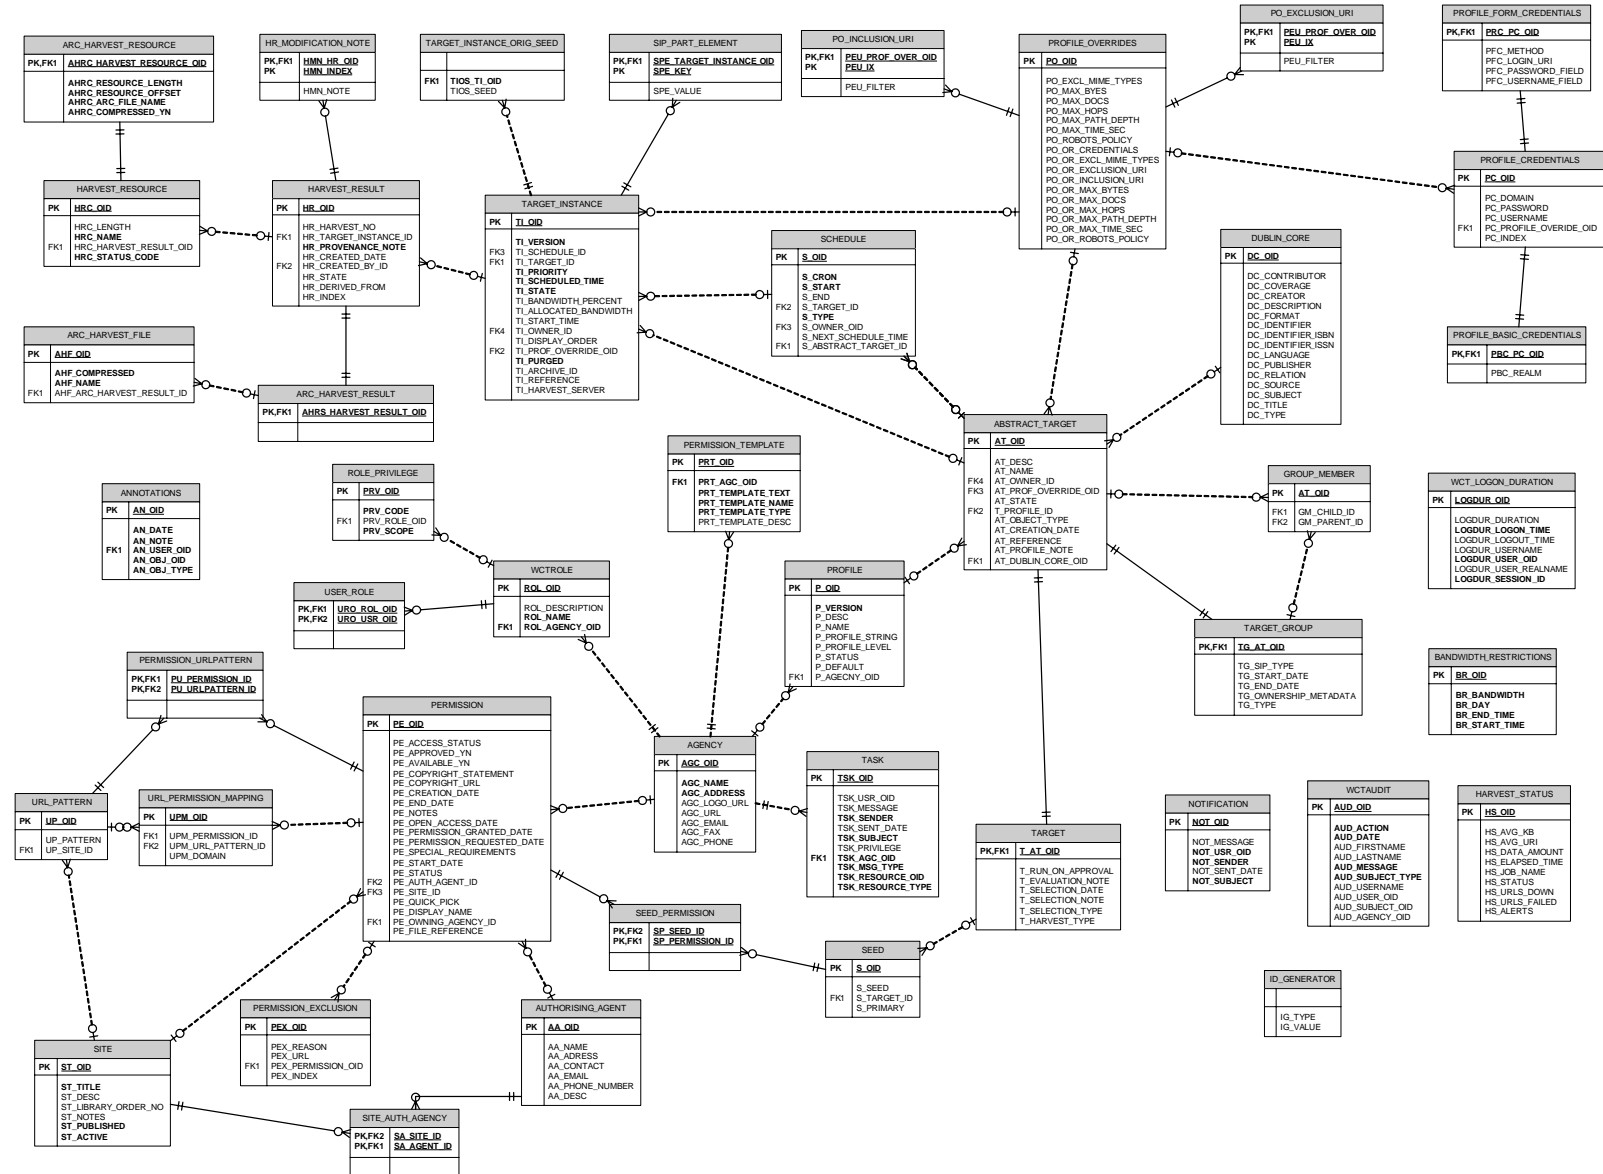 ARC_HARVEST_RESOURCE
PK,FK1 AHRC_HARVEST_RESOURCE_OID
AHRC_RESOURCE_LENGTH
AHRC_RESOURCE_OFFSET
AHRC_ARC_FILE_NAME
AHRC_COMPRESSED_YN
HR_MODIFICATION_NOTE
PK,FK1 HMN_HR_OID
PK HMN_INDEX
HMN_NOTE
TARGET_INSTANCE_ORIG_SEED
FK1 TIOS_TI_OID
TIOS_SEED
SIP_PART_ELEMENT
PK,FK1 SPE_TARGET_INSTANCE_OID
PK SPE_KEY
SPE_VALUE
PO_INCLUSION_URI
PK,FK1 PEU_PROF_OVER_OID
PK PEU_IX
PEU_FILTER
PROFILE_OVERRIDES
PK PO_OID
PO_EXCL_MIME_TYPES
PO_MAX_BYES
PO_MAX_DOCS
PO_MAX_HOPS
PO_MAX_PATH_DEPTH
PO_MAX_TIME_SEC
PO_ROBOTS_POLICY
PO_OR_CREDENTIALS
PO_OR_EXCL_MIME_TYPES
PO_OR_EXCLUSION_URI
PO_OR_INCLUSION_URI
PO_OR_MAX_BYTES
PO_OR_MAX_DOCS
PO_OR_MAX_HOPS
PO_OR_MAX_PATH_DEPTH
PO_OR_MAX_TIME_SEC
PO_OR_ROBOTS_POLICY
PO_EXCLUSION_URI
PK,FK1 PEU_PROF_OVER_OID
PK PEU_IX
PEU_FILTER
PROFILE_FORM_CREDENTIALS
PK,FK1 PRC_PC_OID
PFC_METHOD
PFC_LOGIN_URI
PFC_PASSWORD_FIELD
PFC_USERNAME_FIELD
HARVEST_RESOURCE
PK HRC_OID
HRC_LENGTH
HRC_NAME
FK1 HRC_HARVEST_RESULT_OID
HRC_STATUS_CODE
HARVEST_RESULT
PK HR_OID
HR_HARVEST_NO
FK1 HR_TARGET_INSTANCE_ID
HR_PROVENANCE_NOTE
HR_CREATED_DATE
FK2 HR_CREATED_BY_ID
HR_STATE
HR_DERIVED_FROM
HR_INDEX
TARGET_INSTANCE
PK TI_OID
TI_VERSION
FK3 TI_SCHEDULE_ID
FK1 TI_TARGET_ID
TI_PRIORITY
TI_SCHEDULED_TIME
TI_STATE
TI_BANDWIDTH_PERCENT
TI_ALLOCATED_BANDWIDTH
TI_START_TIME
FK4 TI_OWNER_ID
TI_DISPLAY_ORDER
FK2 TI_PROF_OVERRIDE_OID
TI_PURGED
TI_ARCHIVE_ID
TI_REFERENCE
TI_HARVEST_SERVER
SCHEDULE
PK S_OID
S_CRON
S_START
S_END
FK2 S_TARGET_ID
S_TYPE
FK3 S_OWNER_OID
S_NEXT_SCHEDULE_TIME
FK1 S_ABSTRACT_TARGET_ID
DUBLIN_CORE
PK DC_OID
DC_CONTRIBUTOR
DC_COVERAGE
DC_CREATOR
DC_DESCRIPTION
DC_FORMAT
DC_IDENTIFIER
DC_IDENTIFIER_ISBN
DC_IDENTIFIER_ISSN
DC_LANGUAGE
DC_PUBLISHER
DC_RELATION
DC_SOURCE
DC_SUBJECT
DC_TITLE
DC_TYPE
PROFILE_CREDENTIALS
PK PC_OID
PC_DOMAIN
PC_PASSWORD
PC_USERNAME
FK1 PC_PROFILE_OVERIDE_OID
PC_INDEX
PROFILE_BASIC_CREDENTIALS
PK,FK1 PBC_PC_OID
PBC_REALM
ARC_HARVEST_FILE
PK AHF_OID
AHF_COMPRESSED
AHF_NAME
FK1 AHF_ARC_HARVEST_RESULT_ID
ARC_HARVEST_RESULT
PK,FK1 AHRS_HARVEST_RESULT_OID
ABSTRACT_TARGET
PK AT_OID
AT_DESC
AT_NAME
FK4 AT_OWNER_ID
FK3 AT_PROF_OVERRIDE_OID
AT_STATE
FK2 T_PROFILE_ID
AT_OBJECT_TYPE
AT_CREATION_DATE
AT_REFERENCE
AT_PROFILE_NOTE
FK1 AT_DUBLIN_CORE_OID
ANNOTATIONS
PK AN_OID
AN_DATE
AN_NOTE
FK1 AN_USER_OID
AN_OBJ_OID
AN_OBJ_TYPE
ROLE_PRIVILEGE
PK PRV_OID
PRV_CODE
FK1 PRV_ROLE_OID
PRV_SCOPE
PERMISSION_TEMPLATE
PK PRT_OID
FK1 PRT_AGC_OID
PRT_TEMPLATE_TEXT
PRT_TEMPLATE_NAME
PRT_TEMPLATE_TYPE
PRT_TEMPLATE_DESC
GROUP_MEMBER
PK AT_OID
FK1 GM_CHILD_ID
FK2 GM_PARENT_ID
WCT_LOGON_DURATION
PK LOGDUR_OID
LOGDUR_DURATION
LOGDUR_LOGON_TIME
LOGDUR_LOGOUT_TIME
LOGDUR_USERNAME
LOGDUR_USER_OID
LOGDUR_USER_REALNAME
LOGDUR_SESSION_ID
USER_ROLE
PK,FK1 URO_ROL_OID
PK,FK2 URO_USR_OID
WCTROLE
PK ROL_OID
ROL_DESCRIPTION
ROL_NAME
FK1 ROL_AGENCY_OID
PROFILE
PK P_OID
P_VERSION
P_DESC
P_NAME
P_PROFILE_STRING
P_PROFILE_LEVEL
P_STATUS
P_DEFAULT
FK1 P_AGECNY_OID
TARGET_GROUP
PK,FK1 TG_AT_OID
TG_SIP_TYPE
TG_START_DATE
TG_END_DATE
TG_OWNERSHIP_METADATA
TG_TYPE
BANDWIDTH_RESTRICTIONS
PK BR_OID
BR_BANDWIDTH
BR_DAY
BR_END_TIME
BR_START_TIME
PERMISSION_URLPATTERN
PK,FK1 PU_PERMISSION_ID
PK,FK2 PU_URLPATTERN_ID
PERMISSION
PK PE_OID
PE_ACCESS_STATUS
PE_APPROVED_YN
PE_AVAILABLE_YN
PE_COPYRIGHT_STATEMENT
PE_COPYRIGHT_URL
PE_CREATION_DATE
PE_END_DATE
PE_NOTES
PE_OPEN_ACCESS_DATE
PE_PERMISSION_GRANTED_DATE
PE_PERMISSION_REQUESTED_DATE
PE_SPECIAL_REQUIREMENTS
PE_START_DATE
PE_STATUS
FK2 PE_AUTH_AGENT_ID
FK3 PE_SITE_ID
PE_QUICK_PICK
PE_DISPLAY_NAME
FK1 PE_OWNING_AGENCY_ID
PE_FILE_REFERENCE
AGENCY
PK AGC_OID
AGC_NAME
AGC_ADDRESS
AGC_LOGO_URL
AGC_URL
AGC_EMAIL
AGC_FAX
AGC_PHONE
TASK
PK TSK_OID
TSK_USR_OID
TSK_MESSAGE
TSK_SENDER
TSK_SENT_DATE
TSK_SUBJECT
TSK_PRIVILEGE
FK1 TSK_AGC_OID
TSK_MSG_TYPE
TSK_RESOURCE_OID
TSK_RESOURCE_TYPE
URL_PATTERN
PK UP_OID
UP_PATTERN
FK1 UP_SITE_ID
URL_PERMISSION_MAPPING
PK UPM_OID
FK1 UPM_PERMISSION_ID
FK2 UPM_URL_PATTERN_ID
UPM_DOMAIN
TARGET
PK,FK1 T_AT_OID
T_RUN_ON_APPROVAL
T_EVALUATION_NOTE
T_SELECTION_DATE
T_SELECTION_NOTE
T_SELECTION_TYPE
T_HARVEST_TYPE
NOTIFICATION
PK NOT_OID
NOT_MESSAGE
NOT_USR_OID
NOT_SENDER
NOT_SENT_DATE
NOT_SUBJECT
WCTAUDIT
PK AUD_OID
AUD_ACTION
AUD_DATE
AUD_FIRSTNAME
AUD_LASTNAME
AUD_MESSAGE
AUD_SUBJECT_TYPE
AUD_USERNAME
AUD_USER_OID
AUD_SUBJECT_OID
AUD_AGENCY_OID
HARVEST_STATUS
PK HS_OID
HS_AVG_KB
HS_AVG_URI
HS_DATA_AMOUNT
HS_ELAPSED_TIME
HS_JOB_NAME
HS_STATUS
HS_URLS_DOWN
HS_URLS_FAILED
HS_ALERTS
SEED_PERMISSION
PK,FK2 SP_SEED_ID
PK,FK1 SP_PERMISSION_ID
SEED
PK S_OID
S_SEED
FK1 S_TARGET_ID
S_PRIMARY
ID_GENERATOR
IG_TYPE
IG_VALUE
PERMISSION_EXCLUSION
PK PEX_OID
PEX_REASON
PEX_URL
FK1 PEX_PERMISSION_OID
PEX_INDEX
AUTHORISING_AGENT
PK AA_OID
AA_NAME
AA_ADRESS
AA_CONTACT
AA_EMAIL
AA_PHONE_NUMBER
AA_DESC
SITE
PK ST_OID
ST_TITLE
ST_DESC
ST_LIBRARY_ORDER_NO
ST_NOTES
ST_PUBLISHED
ST_ACTIVE
SITE_AUTH_AGENCY
PK,FK2 SA_SITE_ID
PK,FK1 SA_AGENT_ID